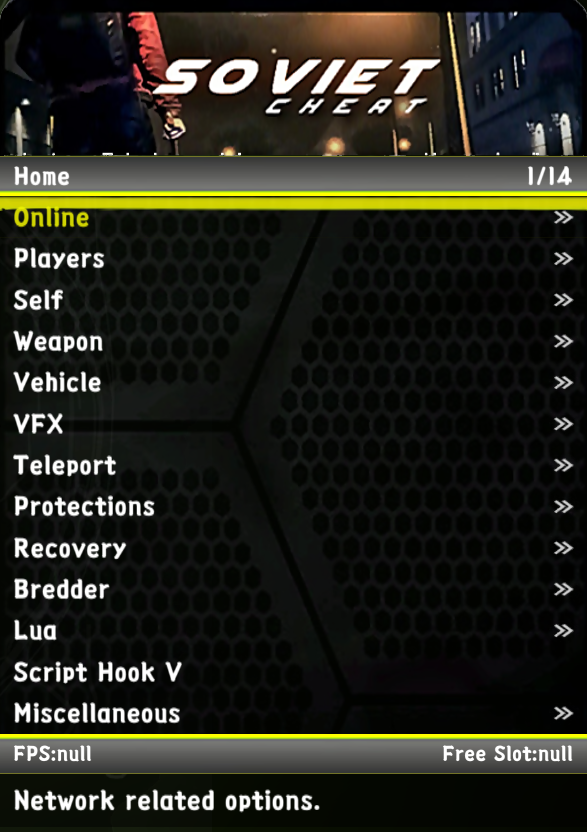 SOVIET
CHEAT
Home 1/14
Online
Players
Self
Weapon
Vehicle
VFX
Teleport
Protections
Recovery
Bredder
Lua
Script Hook V
Miscellaneous
FPS:null Free Slot:null
Network related options.